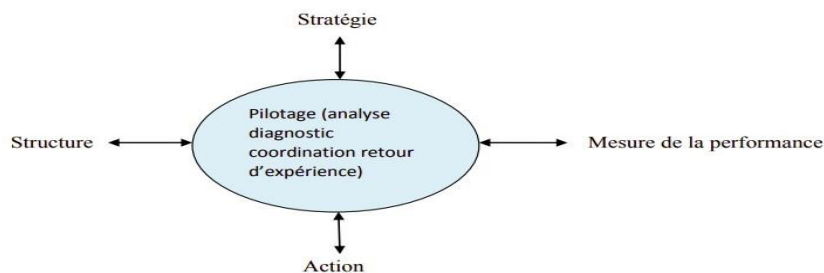 Stratégie
Pilotage (analyse
diagnostic
coordination retour
d'expérience)
Structure
Mesure de la performance
Action